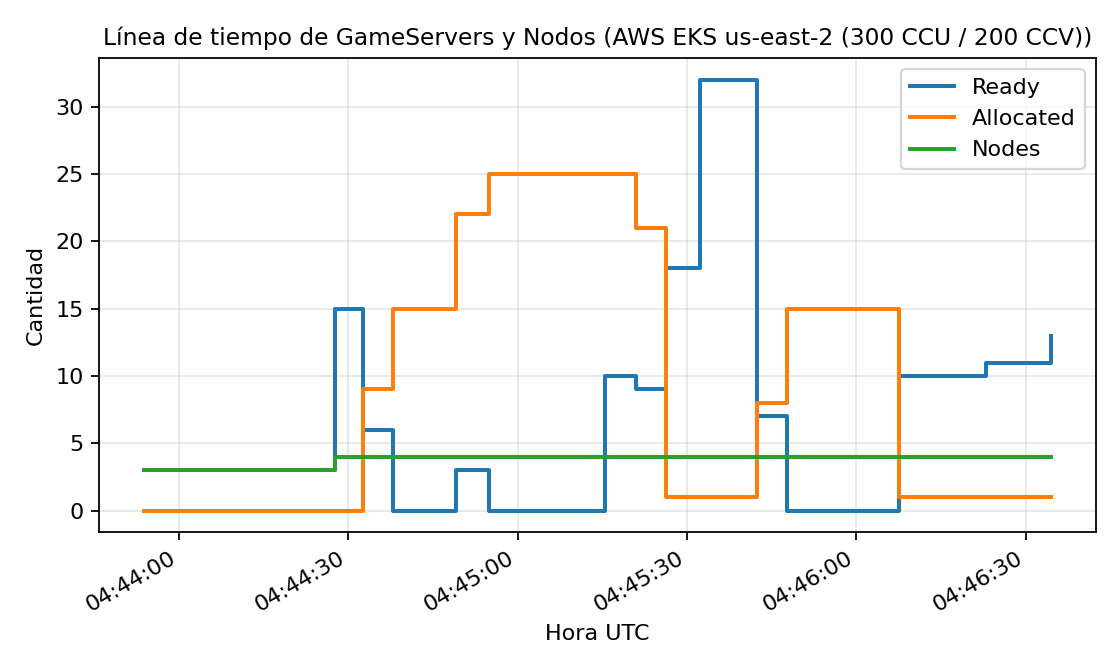 Línea de tiempo de GameServers y Nodos (AWS EKS us-east-2 (300 CCU / 200 CCV))
Ready
Allocated
Nodes
Cantidad
30
25
20
15
10
5
0
04:44:00
04:44:30
04:45:00
04:45:30
04:46:00
04:46:30
Hora UTC